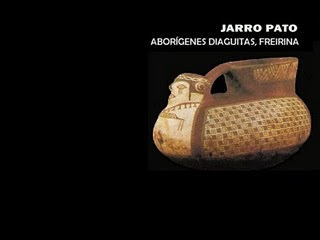 JARRO PATO
ABORÍGENES DIAGUITAS, FREIRINA